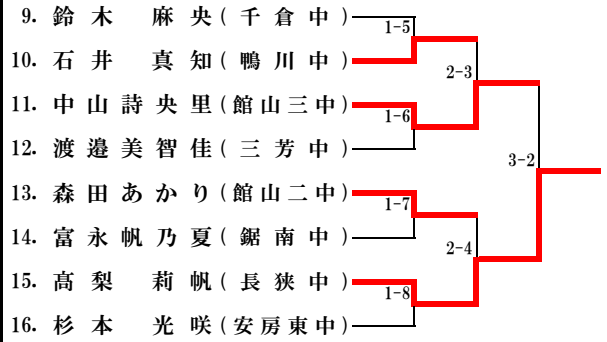 9. 鈴木 麻央(千倉中)
1-5
10. 石井 真知(鴨川中)
2-3
11. 中山詩央里(館山三中)
1-6
12. 渡邉美智佳(三芳中)
3-2
13. 森田あかり(館山二中)
1-7
14. 富永帆乃夏(鋸南中)
2-4
15. 高梨 莉帆(長狭中)
1-8
16. 杉本 光咲(安房東中)